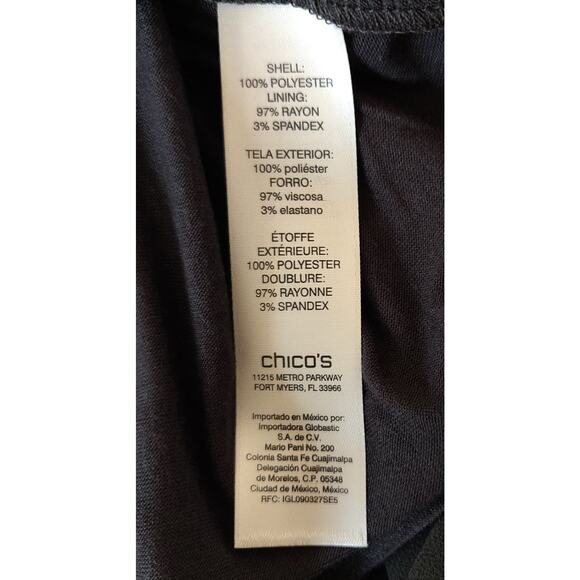 SHELL:
100% POLYESTER
LINING:
97% RAYON
3% SPANDEX
TELA EXTERIOR:
100% poliéster
FORRO:
97% viscosa
3% elastano
ÉTOFFE
EXTÉRIEURE:
100% POLYESTER
DOUBLURE:
97% RAYONNE
3% SPANDEX
chico's
11215 METRO PARKWAY
FORT MYERS, FL 33966
Importado en México por:
Importadora Globastic
S.A. de C.V.
Mario Pani No. 200
Colonia Santa Fe Cuajimalpa
Delegación Cuajimalpa
de Morelos, C.P. 05348
Ciudad de México, México
RFC: IGL090327SE5